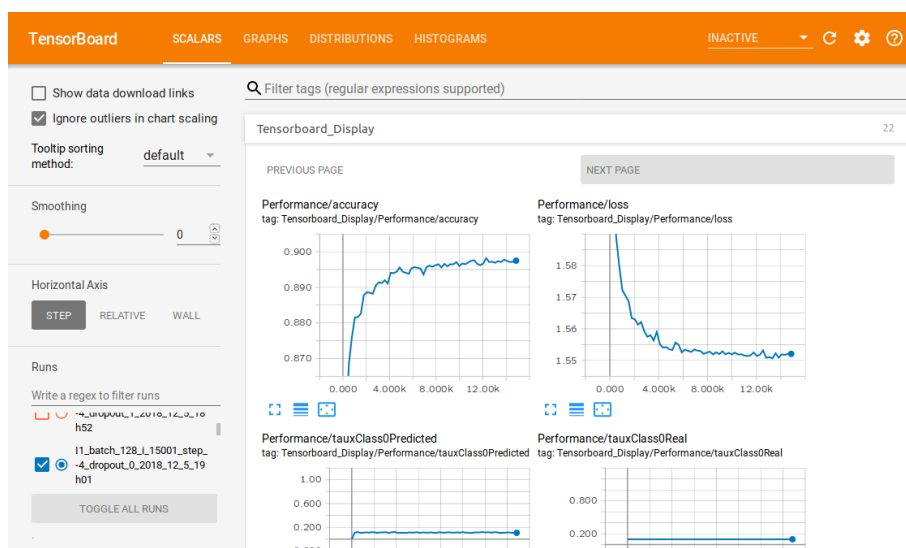 TensorBoard SCALARS GRAPHS DISTRIBUTIONS HISTOGRAMS INACTIVE
Show data download links
Ignore outliers in chart scaling
Tooltip sorting
method: default
Smoothing
0
Horizontal Axis
STEP RELATIVE WALL
Runs
Write a regex to filter runs
-4_dropout_1_2018_12_5_18
h52
l1_batch_128_i_15001_step_
-4_dropout_0_2018_12_5_19
h01
TOGGLE ALL RUNS
Filter tags (regular expressions supported)
Tensorboard_Display 22
PREVIOUS PAGE NEXT PAGE
Performance/accuracy
tag: Tensorboard_Display/Performance/accuracy
0.900
0.890
0.880
0.870
0.000 4.000k 8.000k 12.00k
Performance/loss
tag: Tensorboard_Display/Performance/loss
1.58
1.57
1.56
1.55
0.000 4.000k 8.000k 12.00k
Performance/tauxClass0Predicted
tag: Tensorboard_Display/Performance/tauxClass0Predicted
1.00
0.600
0.200
Performance/tauxClass0Real
tag: Tensorboard_Display/Performance/tauxClass0Real
0.800
0.200